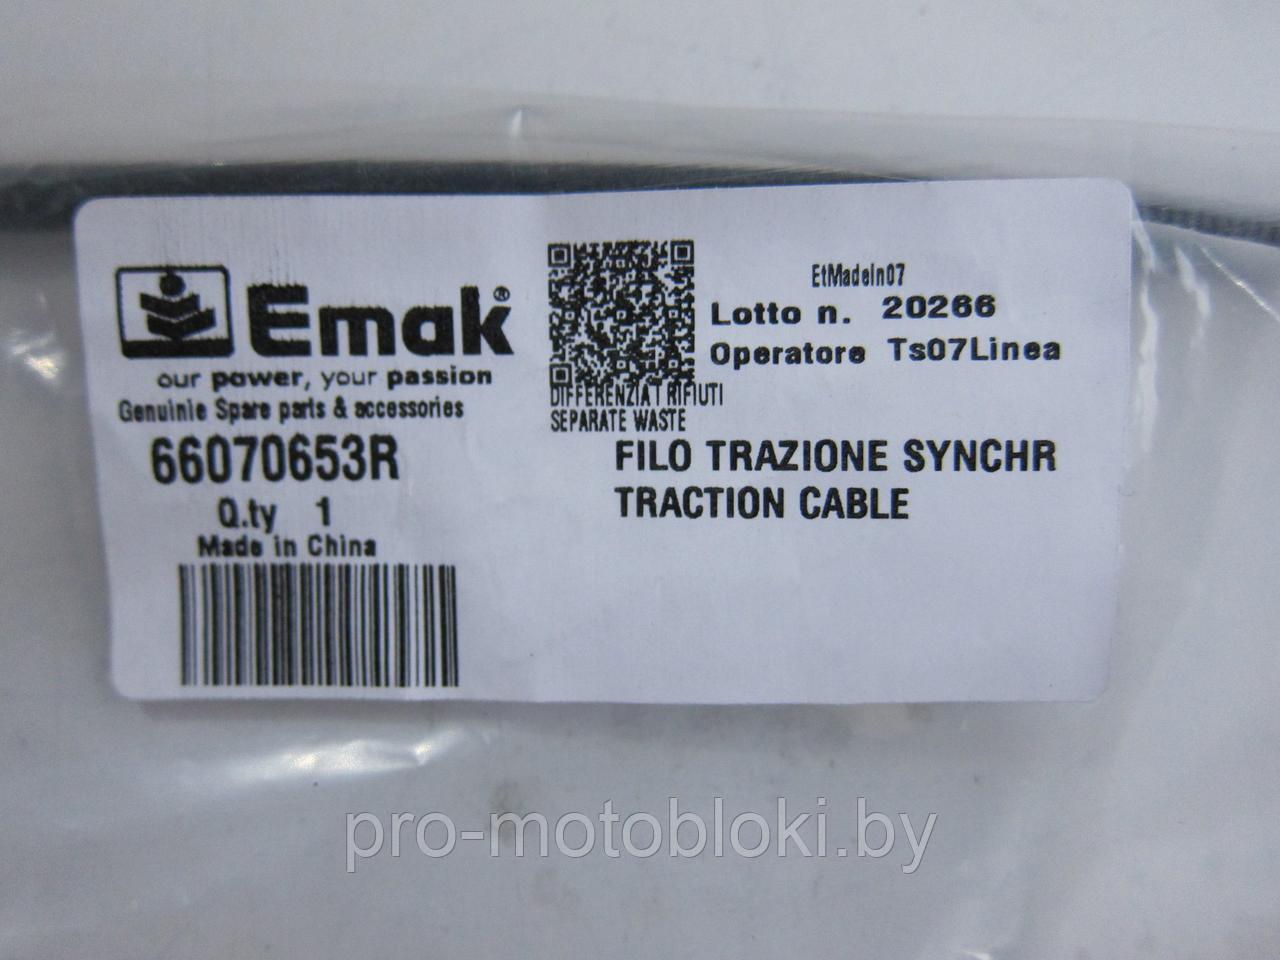 Emak®
our power, your passion
Genuinie Spare parts & accessories
66070653R
Q.ty 1
Made in China
EtMadeIn07
Lotto n. 20266
Operatore Ts07Linea
DIFFERENZIA I RIFIUTI
SEPARATE WASTE
FILO TRAZIONE SYNCHR
TRACTION CABLE
pro-motobloki.by